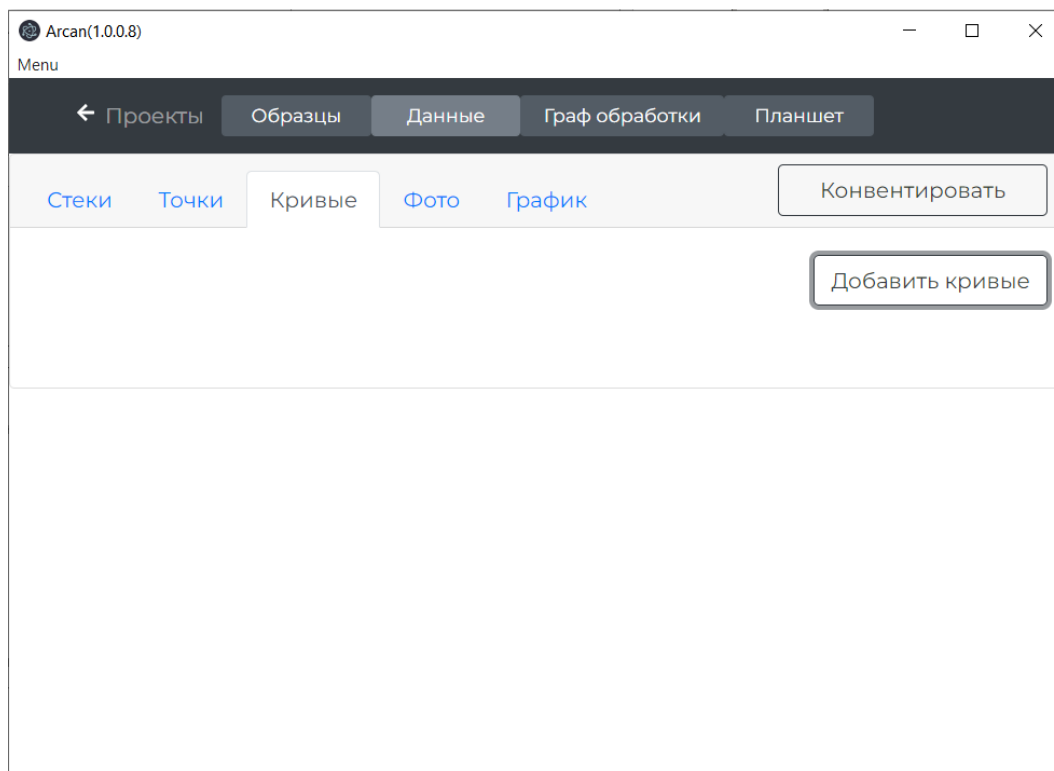 Arcan(1.0.0.8)
Menu
Проекты Образцы Данные Граф обработки Планшет
Стеки Точки Кривые Фото График Конвентировать
Добавить кривые